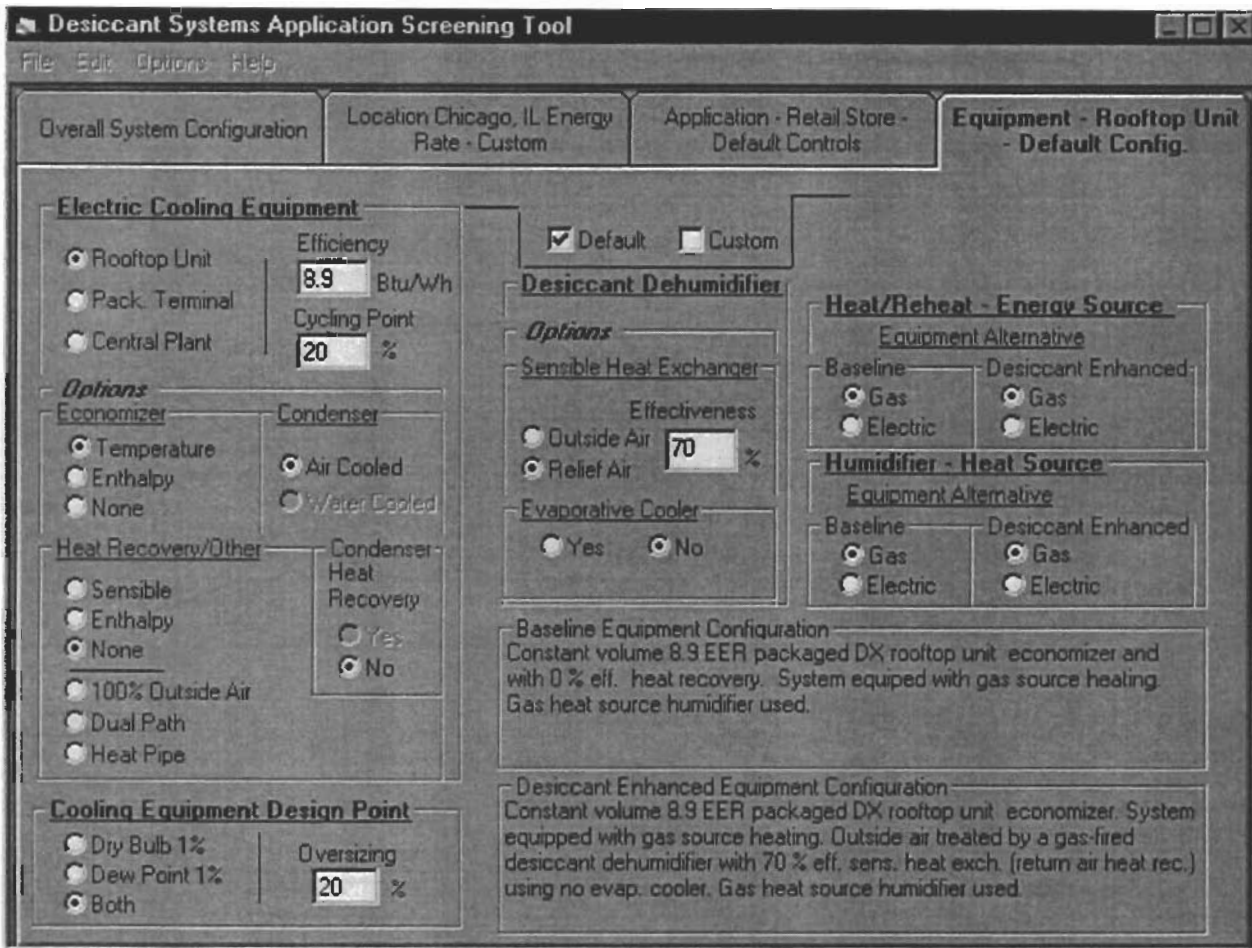 Desiccant Systems Application Screening Tool
File Edit Options Help
Overall System Configuration
Location Chicago, IL Energy
Rate - Custom
Application - Retail Store -
Default Controls
Equipment - Rooftop Unit
- Default Config.
Electric Cooling Equipment
Rooftop Unit
Pack. Terminal
Central Plant
Efficiency
8.9 Btu/Wh
Cycling Point
20 %
Options
Economizer
Temperature
Enthalpy
None
Condenser
Air Cooled
Water Cooled
Heat Recovery/Other
Sensible
Enthalpy
None
100% Outside Air
Dual Path
Heat Pipe
Condenser
Heat
Recovery
Yes
No
Cooling Equipment Design Point
Dry Bulb 1%
Dew Point 1%
Both
Oversizing
20 %
Default Custom
Desiccant Dehumidifier
Options
Sensible Heat Exchanger
Outside Air
Relief Air
Effectiveness
70 %
Evaporative Cooler
Yes No
Heat/Reheat - Energy Source
Equipment Alternative
Baseline
Gas
Electric
Desiccant Enhanced
Gas
Electric
Humidifier - Heat Source
Equipment Alternative
Baseline
Gas
Electric
Desiccant Enhanced
Gas
Electric
Baseline Equipment Configuration
Constant volume 8.9 EER packaged DX rooftop unit economizer and
with 0 % eff. heat recovery. System equiped with gas source heating.
Gas heat source humidifier used.
Desiccant Enhanced Equipment Configuration
Constant volume 8.9 EER packaged DX rooftop unit economizer. System
equipped with gas source heating. Outside air treated by a gas-fired
desiccant dehumidifier with 70 % eff. sens. heat exch. (return air heat rec.)
using no evap. cooler. Gas heat source humidifier used.